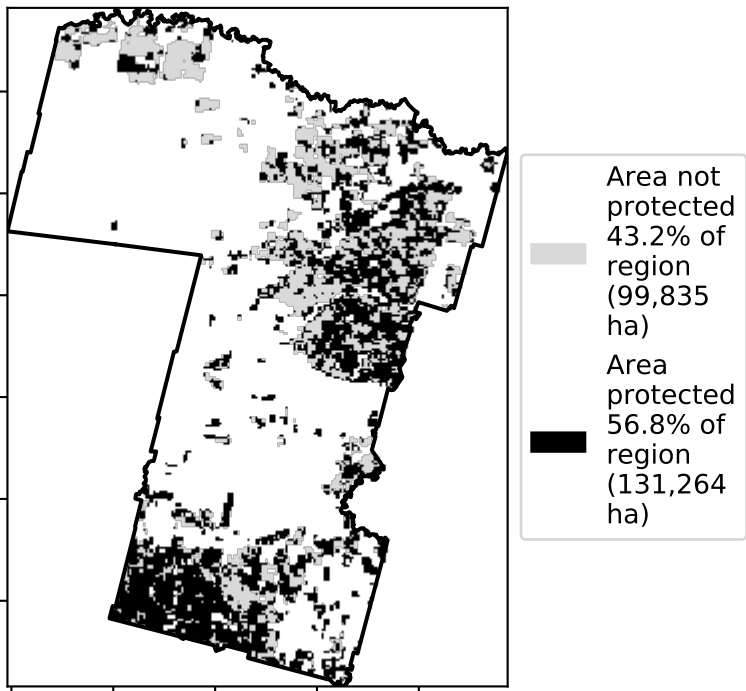 Area not
protected
43.2% of
region
(99,835
ha)
Area
protected
56.8% of
region
(131,264
ha)